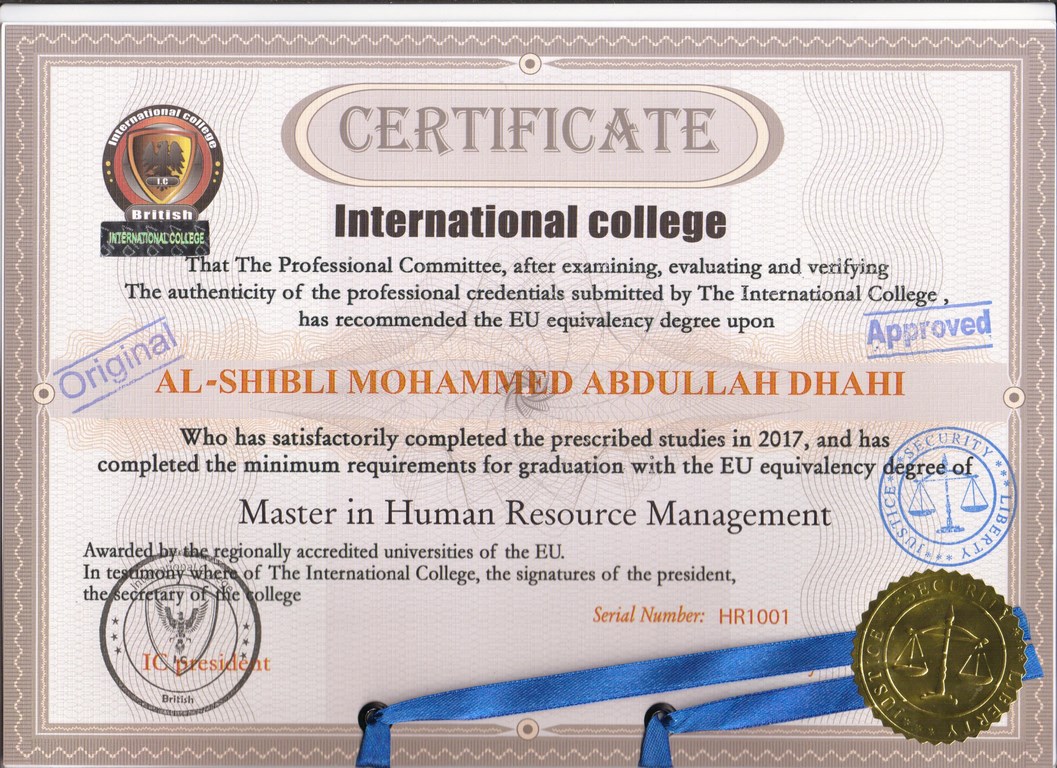 CERTIFICATE
International college
I.C
British
INTERNATIONAL COLLEGE
International college
That The Professional Committee, after examining, evaluating and verifying
The authenticity of the professional credentials submitted by The International College ,
has recommended the EU equivalency degree upon
Approved
Original
AL-SHIBLI MOHAMMED ABDULLAH DHAHI
Who has satisfactorily completed the prescribed studies in 2017, and has
completed the minimum requirements for graduation with the EU equivalency degree of
SECURITY
JUSTICE
LIBERTY
Master in Human Resource Management
Awarded by the regionally accredited universities of the EU.
In testimony where of The International College, the signatures of the president,
the secretary of the college
Serial Number: HR1001
IC president
British
SECURITY
JUSTICE
LIBERTY